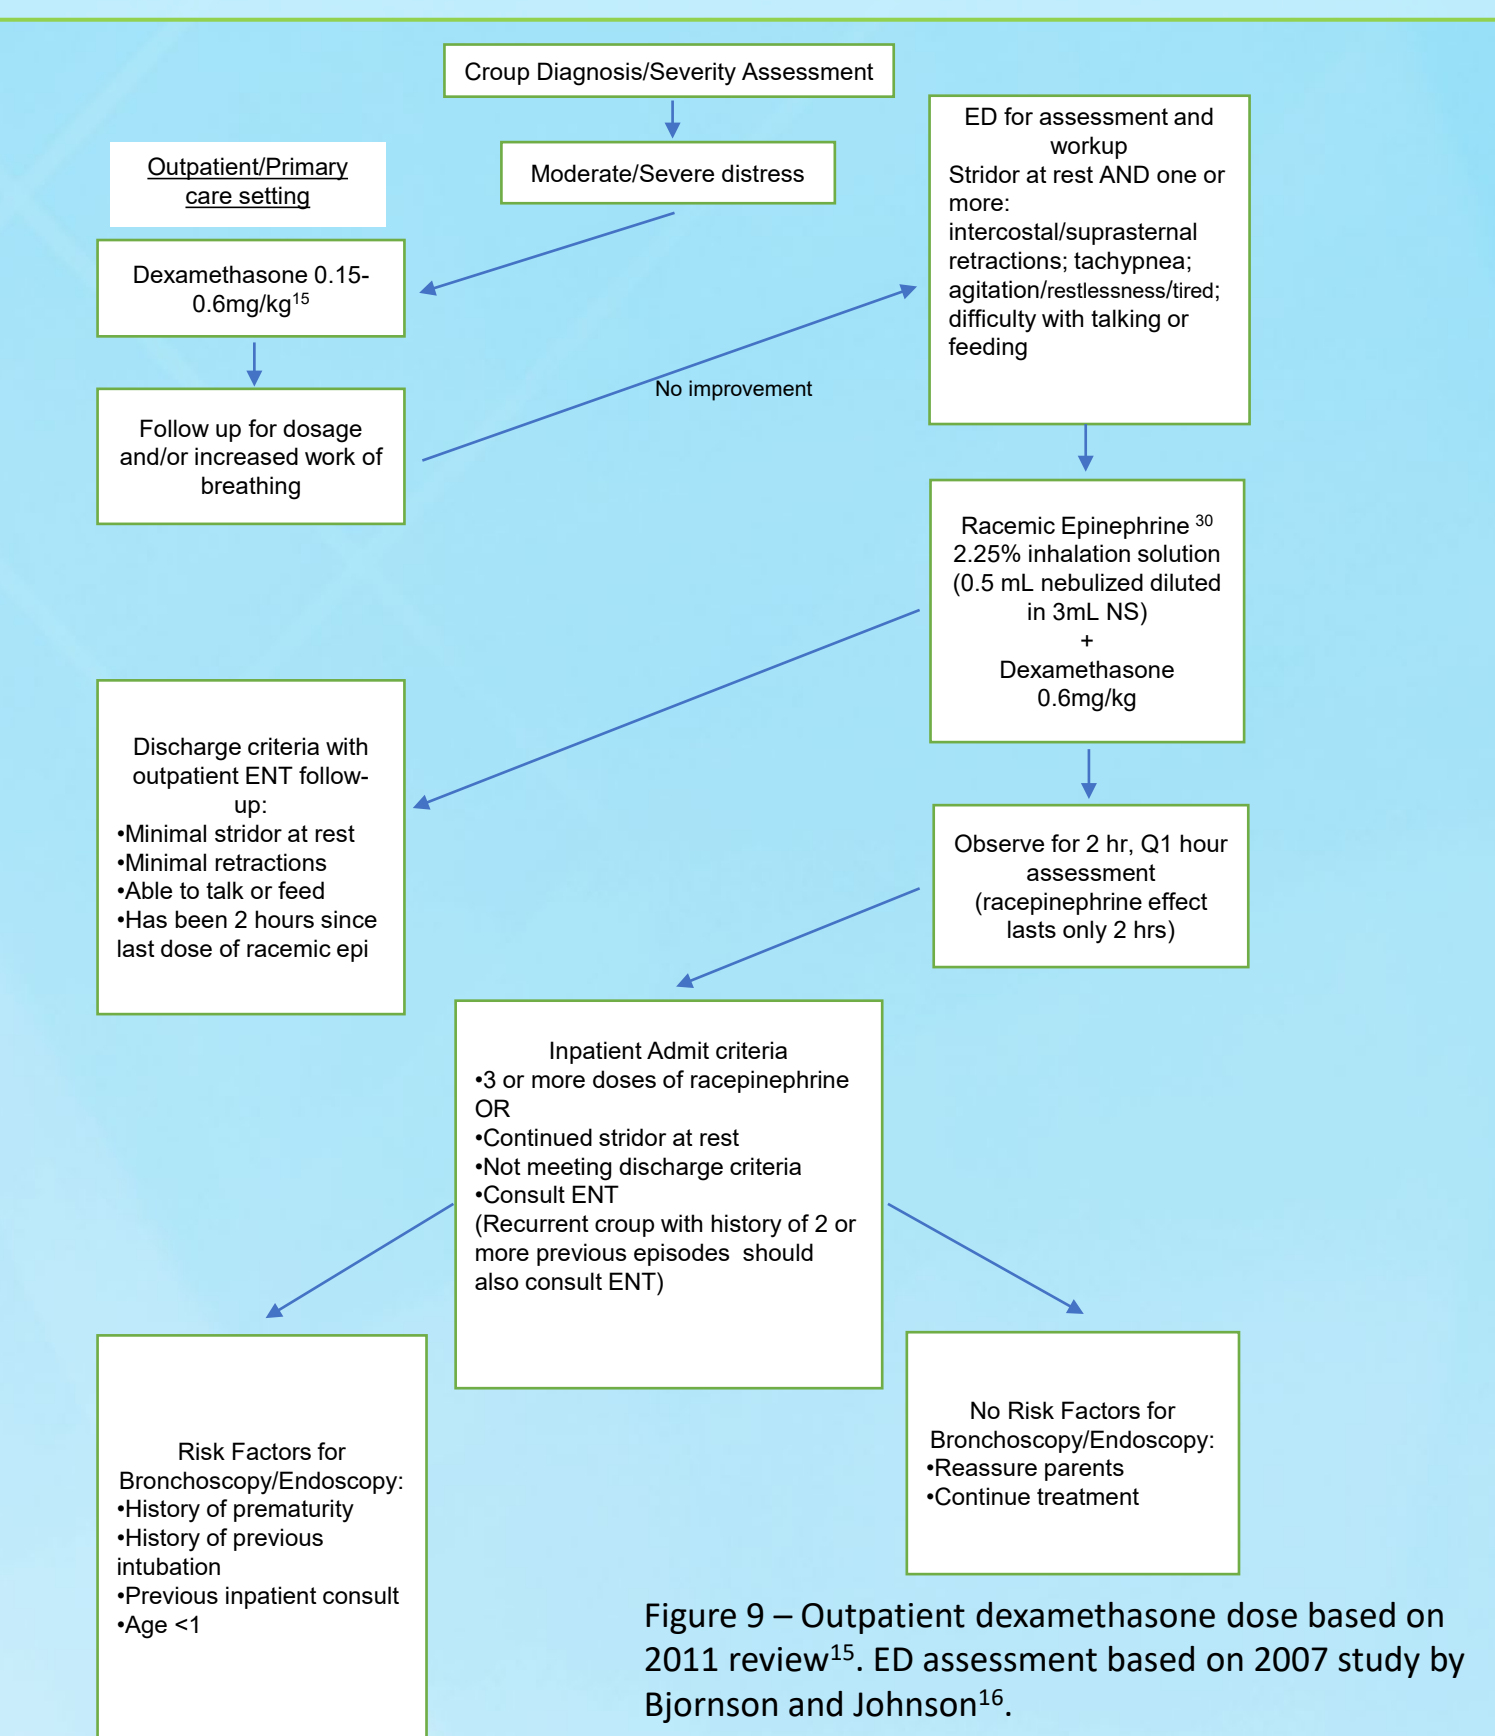 Croup Diagnosis/Severity Assessment
Moderate/Severe distress
Outpatient/Primary
care setting
Dexamethasone 0.15-
0.6mg/kg15
Follow up for dosage
and/or increased work of
breathing
No improvement
ED for assessment and
workup
Stridor at rest AND one or
more:
intercostal/suprasternal
retractions; tachypnea;
agitation/restlessness/tired;
difficulty with talking or
feeding
Racemic Epinephrine 30
2.25% inhalation solution
(0.5 mL nebulized diluted
in 3mL NS)
+
Dexamethasone
0.6mg/kg
Discharge criteria with
outpatient ENT follow-
up:
•Minimal stridor at rest
•Minimal retractions
•Able to talk or feed
•Has been 2 hours since
last dose of racemic epi
Observe for 2 hr, Q1 hour
assessment
(racepinephrine effect
lasts only 2 hrs)
Inpatient Admit criteria
•3 or more doses of racepinephrine
OR
•Continued stridor at rest
•Not meeting discharge criteria
•Consult ENT
(Recurrent croup with history of 2 or
more previous episodes should
also consult ENT)
Risk Factors for
Bronchoscopy/Endoscopy:
•History of prematurity
•History of previous
intubation
•Previous inpatient consult
•Age <1
No Risk Factors for
Bronchoscopy/Endoscopy:
•Reassure parents
•Continue treatment
Figure 9 – Outpatient dexamethasone dose based on
2011 review15. ED assessment based on 2007 study by
Bjornson and Johnson16.